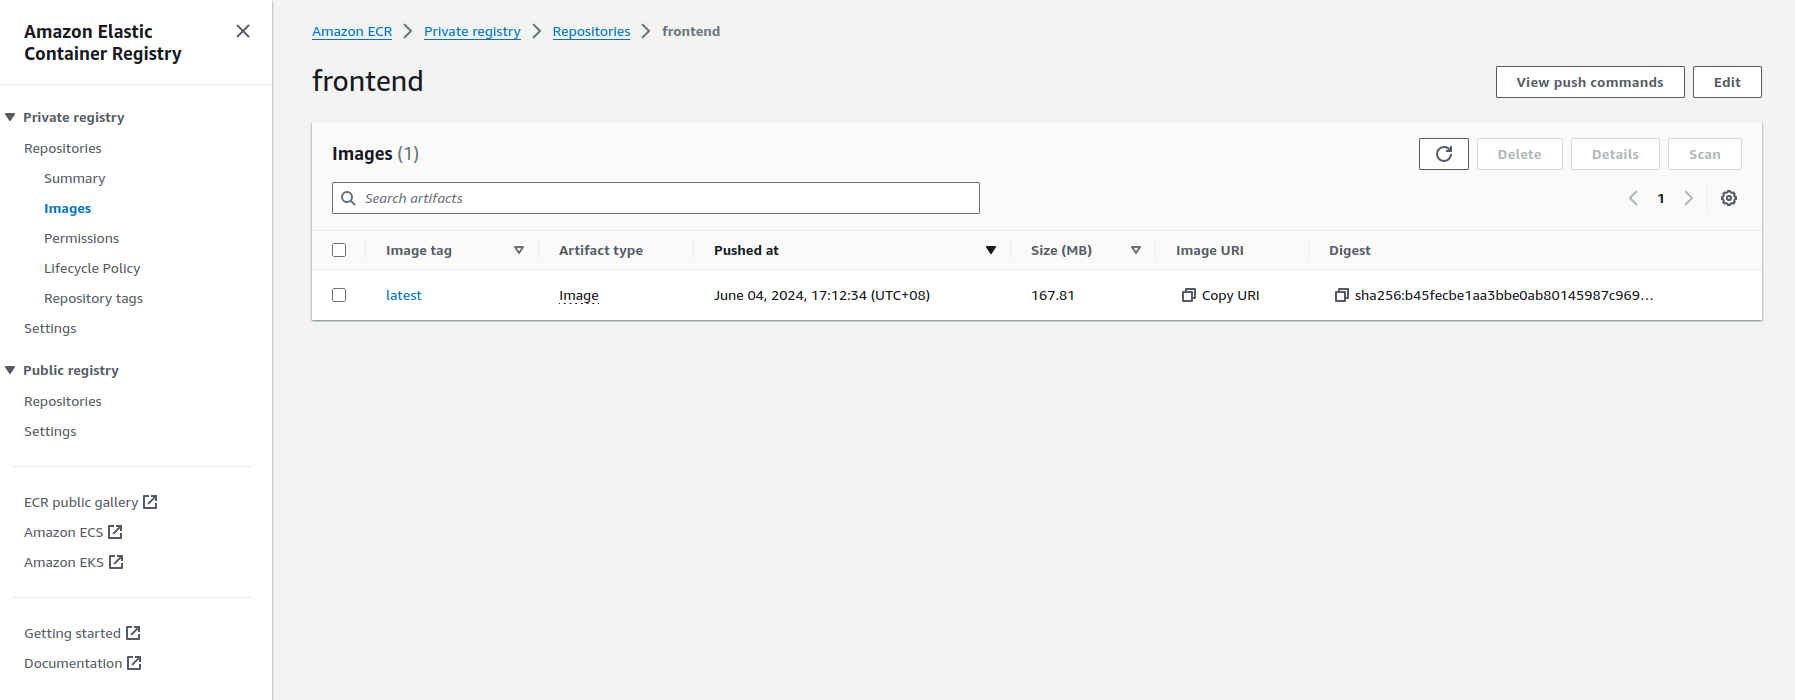 Amazon Elastic
Container Registry
Private registry
Repositories
Summary
Images
Permissions
Lifecycle Policy
Repository tags
Settings
Public registry
Repositories
Settings
ECR public gallery
Amazon ECS
Amazon EKS
Getting started
Documentation
Amazon ECR Private registry Repositories frontend
frontend
View push commands Edit
Images (1)
Delete Details Scan
Search artifacts
1
Image tag Artifact type Pushed at Size (MB) Image URI Digest
latest Image June 04, 2024, 17:12:34 (UTC+08) 167.81 Copy URI sha256:b45fecbe1aa3bbe0ab80145987c969...